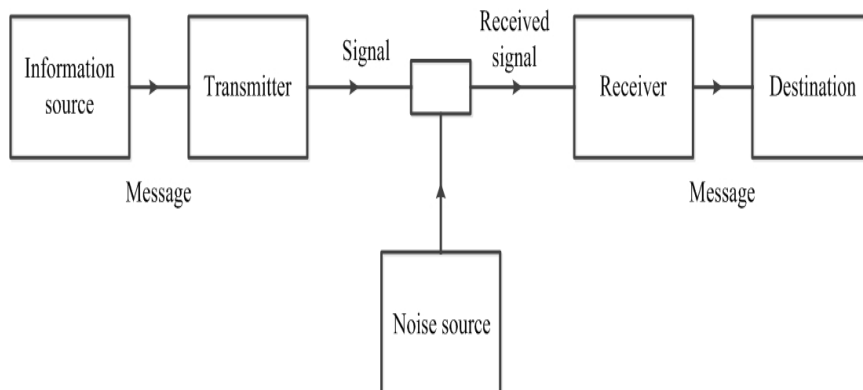 Information
source
Message
Transmitter
Signal
Received
signal
Receiver
Message
Destination
Noise source